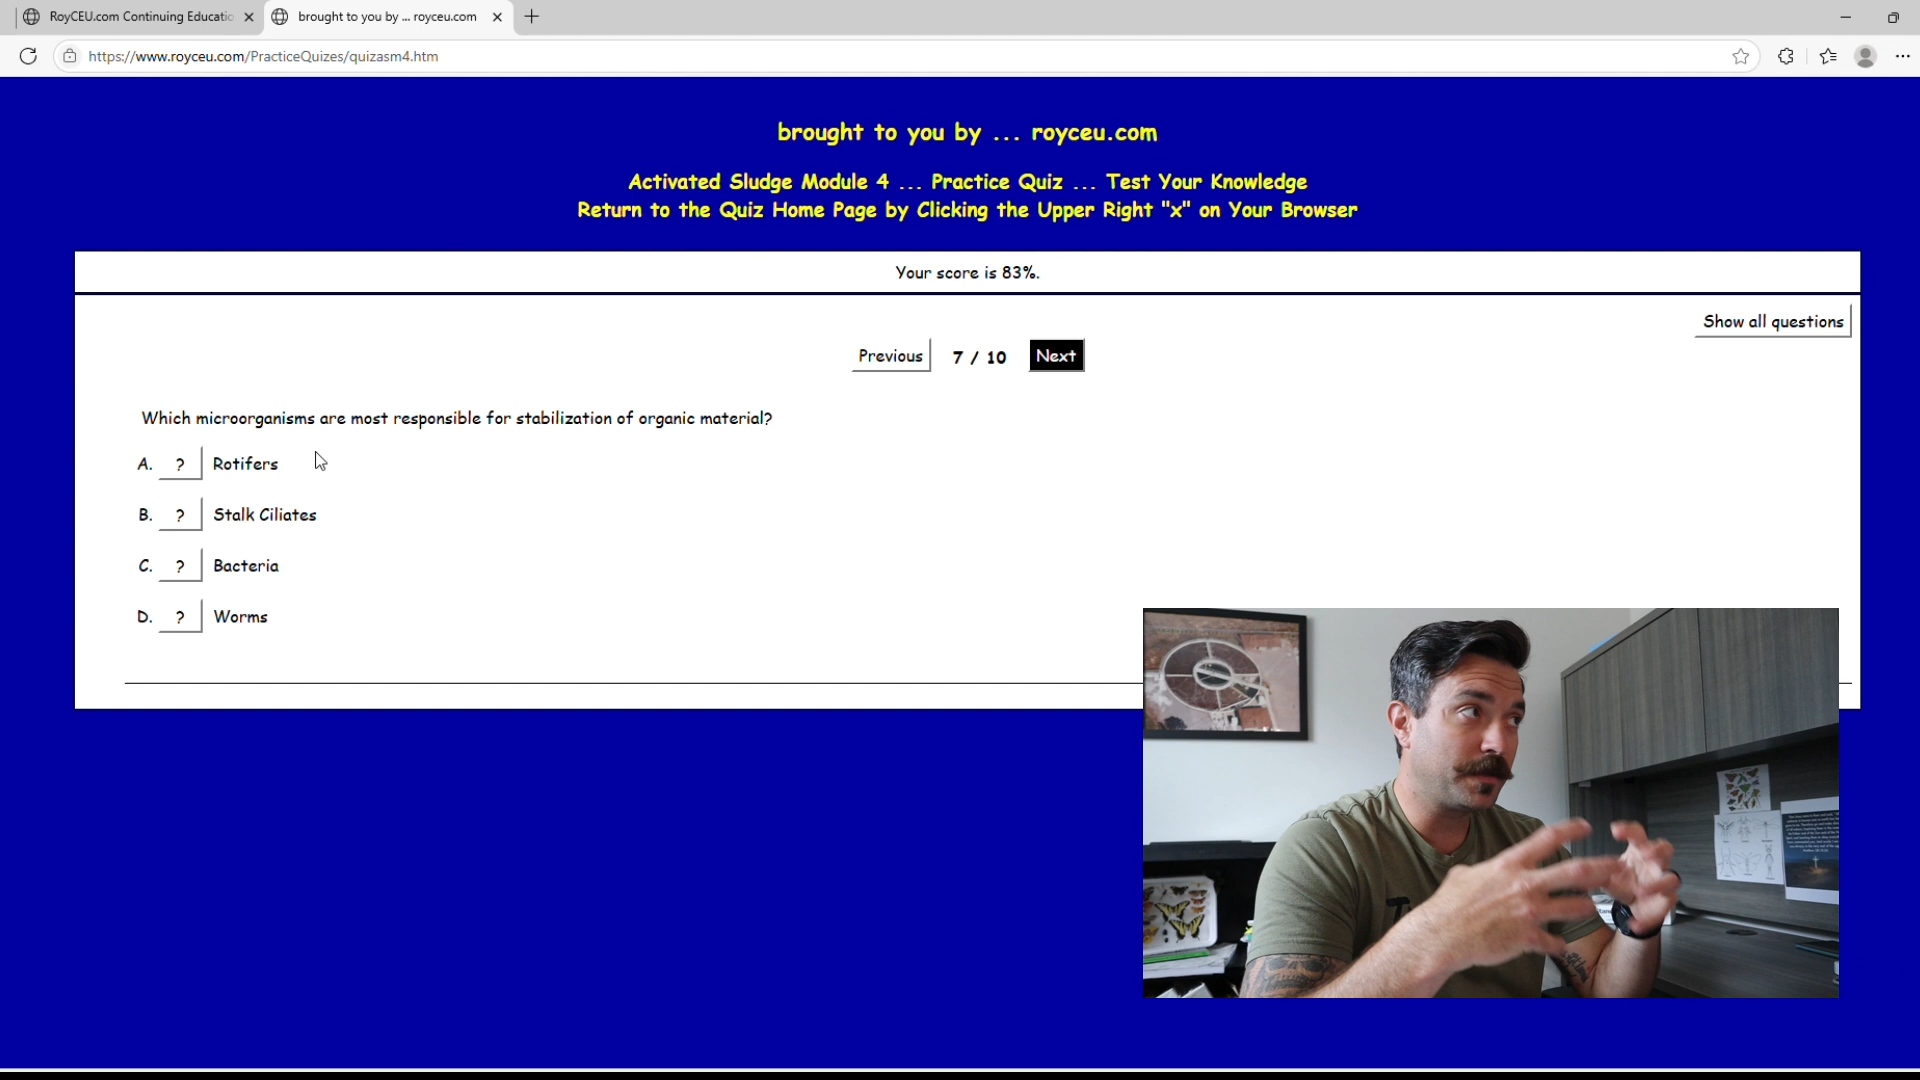 RoyCEU.com Continuing Educatio
brought to you by ... royceu.com
https://www.royceu.com/PracticeQuizes/quizasm4.htm
brought to you by ... royceu.com
Activated Sludge Module 4 ... Practice Quiz ... Test Your Knowledge
Return to the Quiz Home Page by Clicking the Upper Right "x" on Your Browser
Your score is 83%.
Show all questions
Previous 7 / 10 Next
Which microorganisms are most responsible for stabilization of organic material?
A. ? Rotifers
B. ? Stalk Ciliates
C. ? Bacteria
D. ? Worms